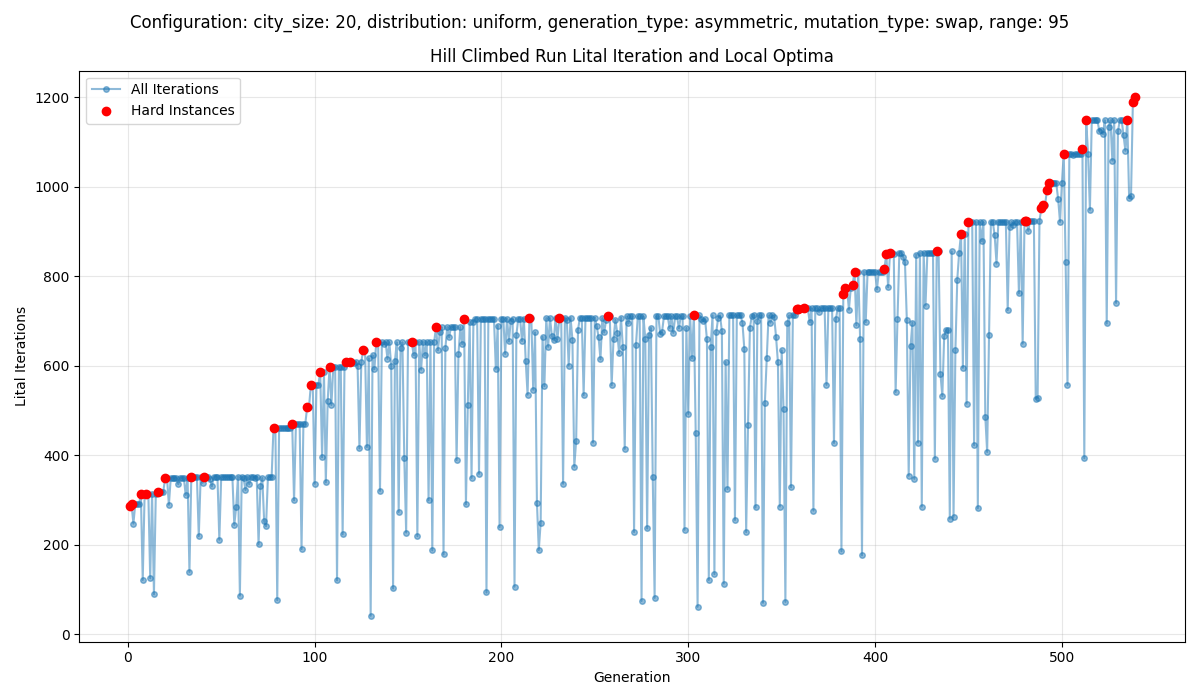 Configuration: city_size: 20, distribution: uniform, generation_type: asymmetric, mutation_type: swap, range: 95
Hill Climbed Run Lital Iteration and Local Optima
All Iterations
Hard Instances
Lital Iterations
1200
1000
800
600
400
200
0
0
100
200
300
400
500
Generation